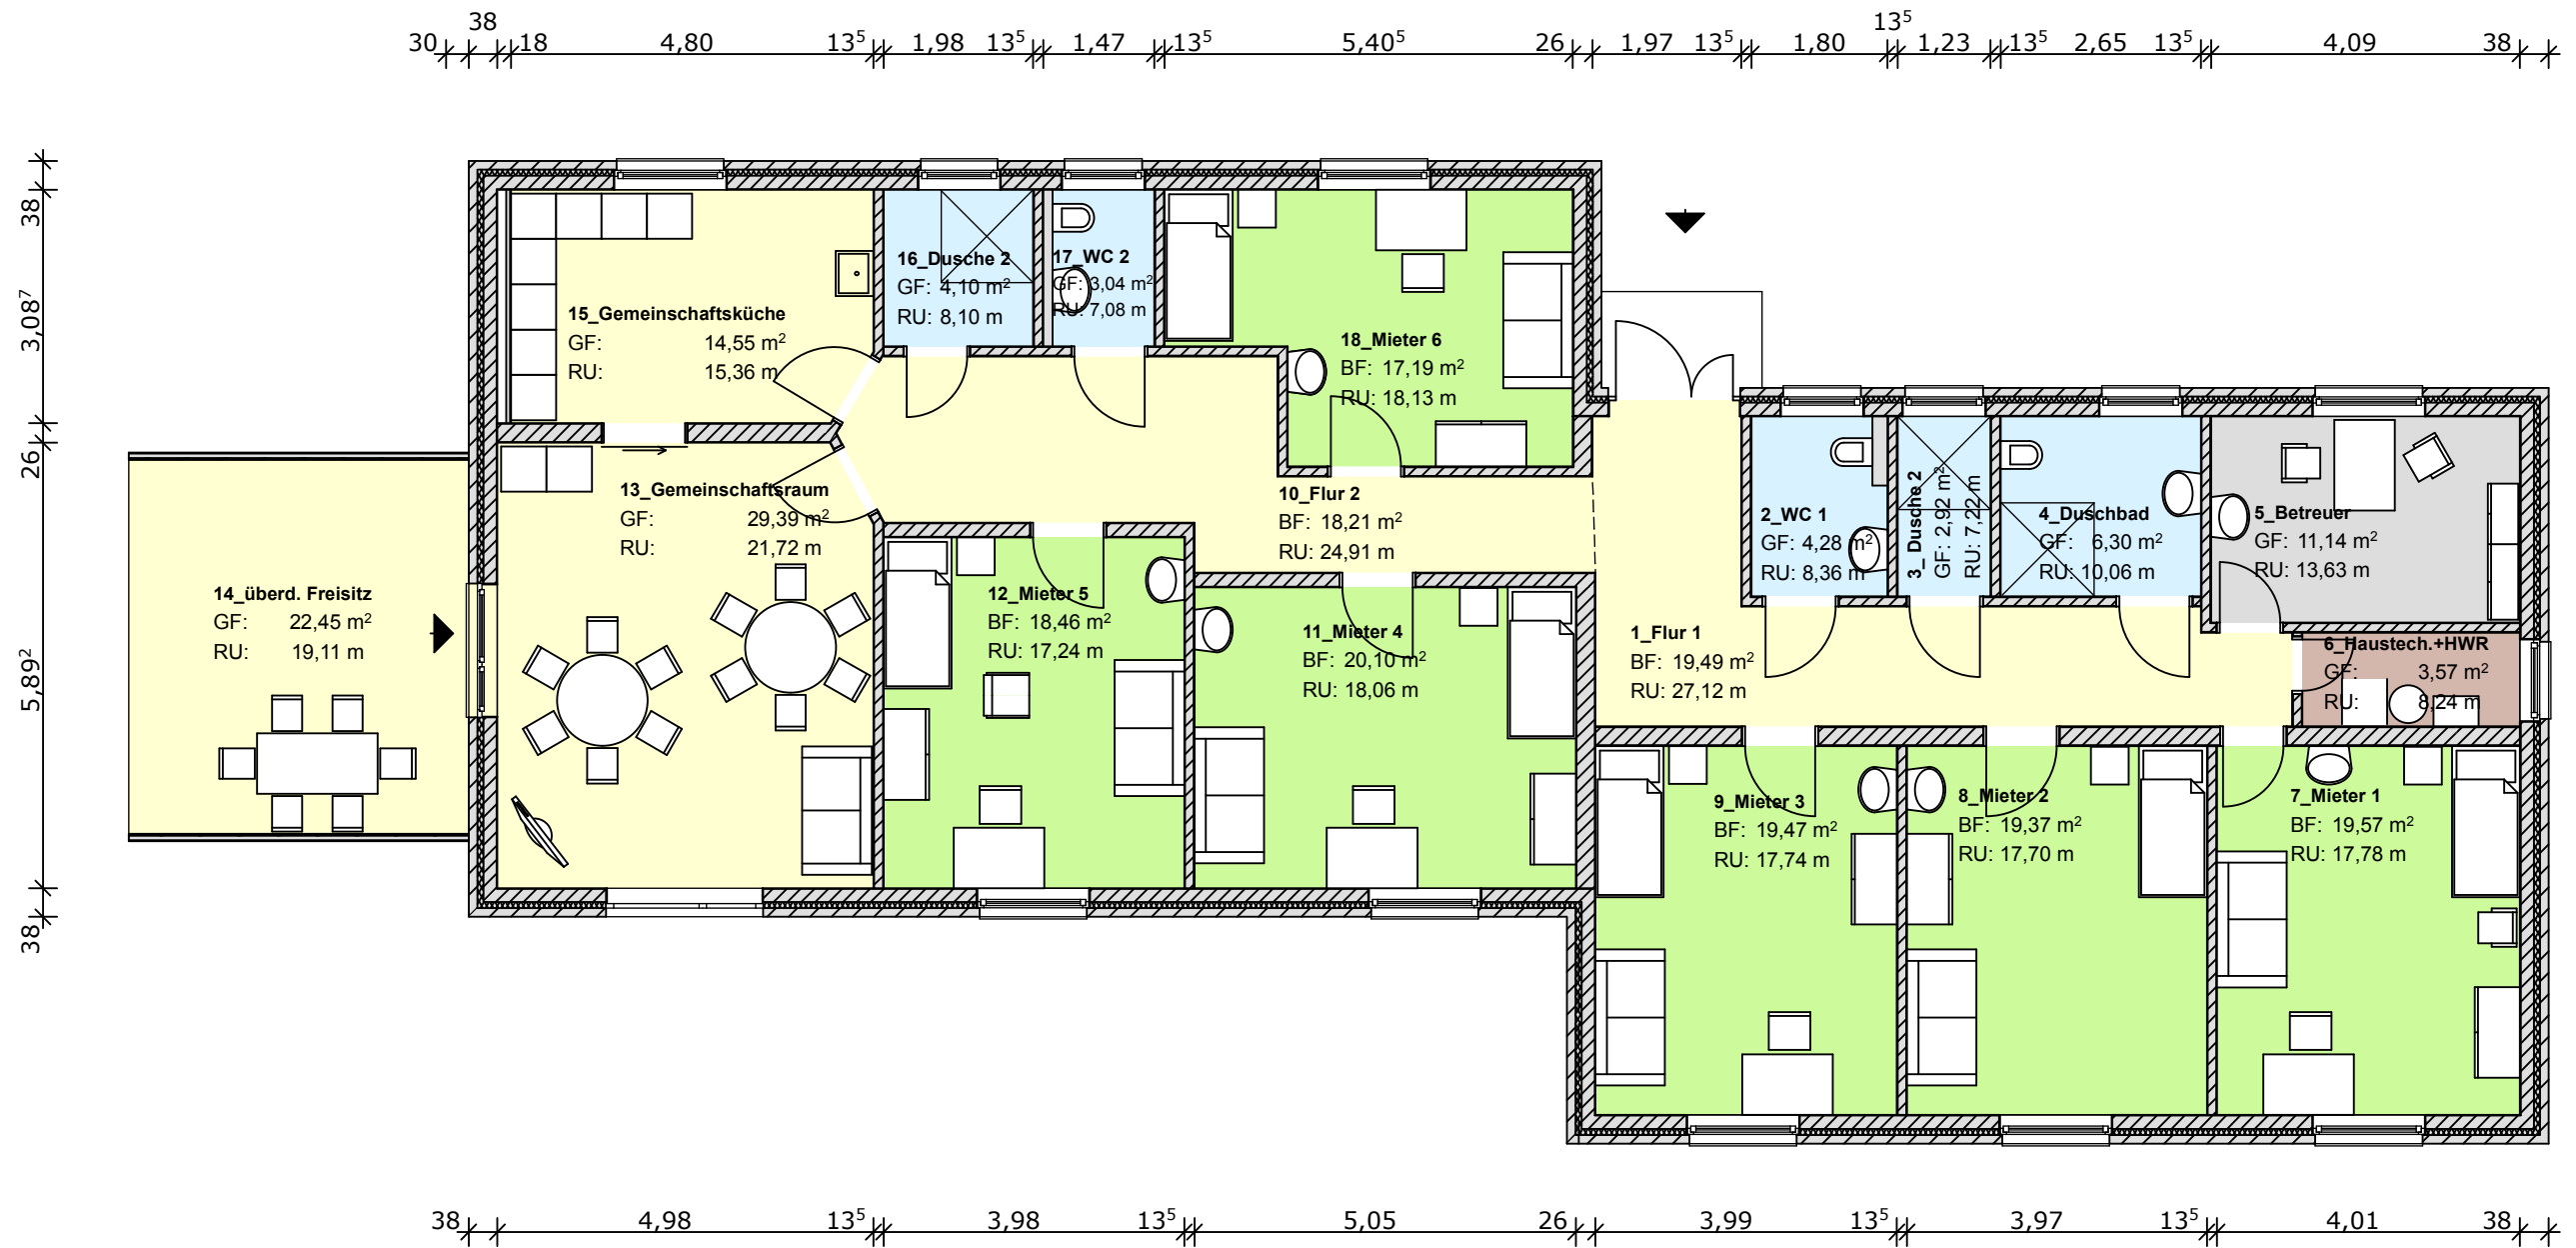 13⁵
38
30 18 4,80 13⁵ 1,98 13⁵ 1,47 13⁵ 5,40⁵ 26 1,97 13⁵ 1,80 1,23 13⁵ 2,65 13⁵ 4,09 38
38
3,08⁷
26
5,89²
38
15_Gemeinschaftsküche
GF: 14,55 m²
RU: 15,36 m
16_Dusche 2
GF: 4,10 m²
RU: 8,10 m
17_WC 2
GF: 3,04 m²
RU: 7,08 m
18_Mieter 6
BF: 17,19 m²
RU: 18,13 m
13_Gemeinschaftsraum
GF: 29,39 m²
RU: 21,72 m
10_Flur 2
BF: 18,21 m²
RU: 24,91 m
2_WC 1
GF: 4,28 m²
RU: 8,36 m
3_ Dusche 2
GF: 2,92 m²
RU: 7,22 m
4_Duschbad
GF: 6,30 m²
RU: 10,06 m
5_Betreuer
GF: 11,14 m²
RU: 13,63 m
14_überd. Freisitz
GF: 22,45 m²
RU: 19,11 m
12_Mieter 5
BF: 18,46 m²
RU: 17,24 m
11_Mieter 4
BF: 20,10 m²
RU: 18,06 m
1_Flur 1
BF: 19,49 m²
RU: 27,12 m
6_Haustech.+HWR
GF: 3,57 m²
RU: 8,24 m
9_Mieter 3
BF: 19,47 m²
RU: 17,74 m
8_Mieter 2
BF: 19,37 m²
RU: 17,70 m
7_Mieter 1
BF: 19,57 m²
RU: 17,78 m
38 4,98 13⁵ 3,98 13⁵ 5,05 26 3,99 13⁵ 3,97 13⁵ 4,01 38